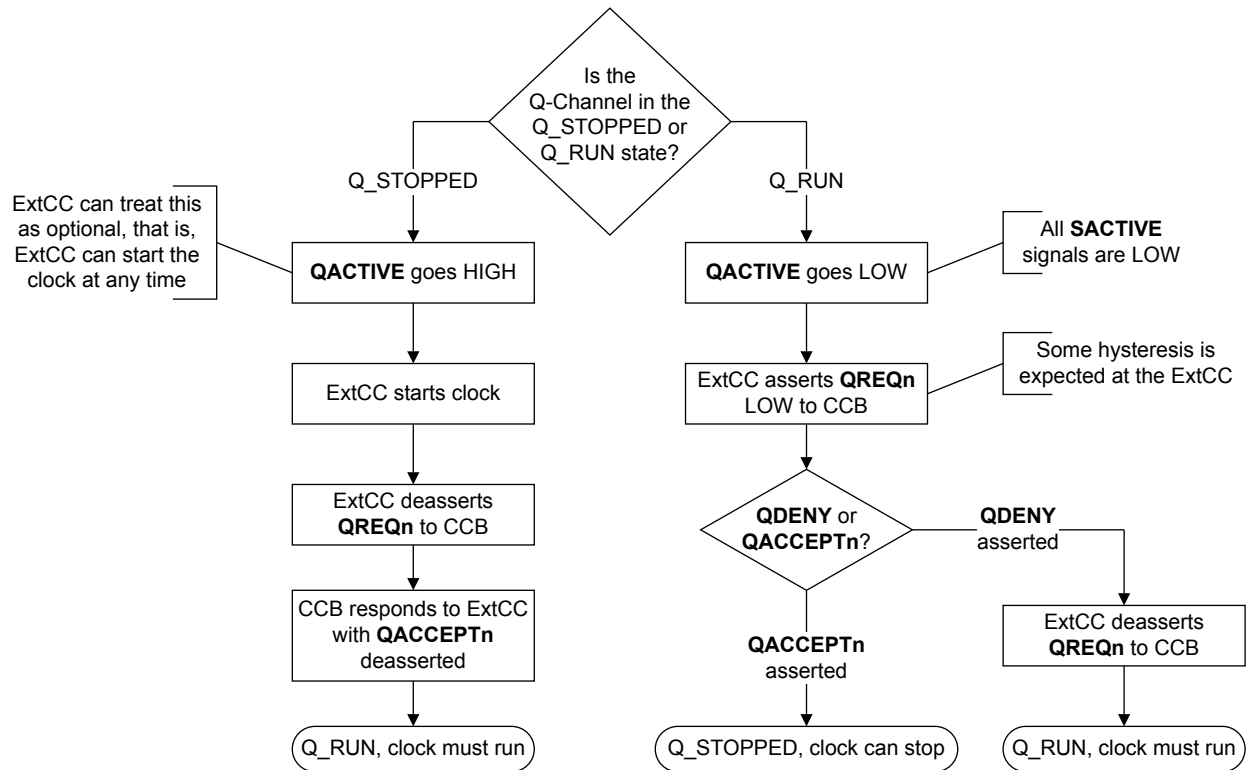 Is the
Q-Channel in the
Q_STOPPED or
Q_RUN state?
Q_STOPPED
Q_RUN
ExtCC can treat this
as optional, that is,
ExtCC can start the
clock at any time
QACTIVE goes HIGH
ExtCC starts clock
ExtCC deasserts
QREQn to CCB
CCB responds to ExtCC
with QACCEPTn
deasserted
Q_RUN, clock must run
QACTIVE goes LOW
All SACTIVE
signals are LOW
ExtCC asserts QREQn
LOW to CCB
Some hysteresis is
expected at the ExtCC
QDENY or
QACCEPTn?
QDENY
asserted
QACCEPTn
asserted
Q_STOPPED, clock can stop
ExtCC deasserts
QREQn to CCB
Q_RUN, clock must run